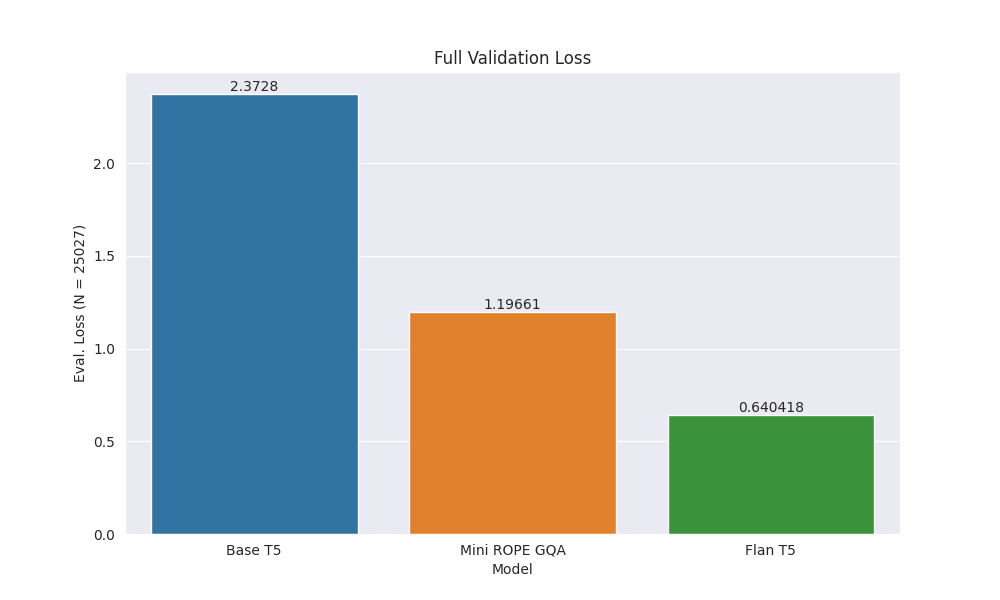 Full Validation Loss
2.3728
1.19661
0.640418
Eval. Loss (N = 25027)
2.0
1.5
1.0
0.5
0.0
Base T5
Mini ROPE GQA
Flan T5
Model